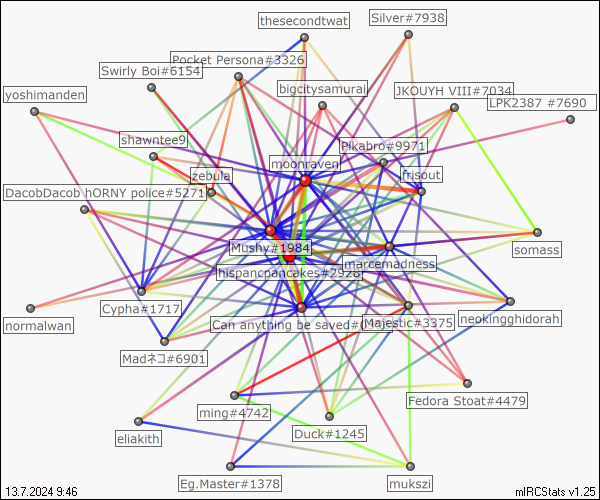 thesecondtwat
Silver#7938
Pocket Persona#3326
Swirly Boi#6154
bigcitysamurai
JKOUYH VIII#7034
yoshimanden
LPK2387 #7690
shawntee9
Pikabro#9971
moonraven
zebula
frisout
DacobDacob hORNY police#5271
Mushy#1984
somass
marcemadness
hispancpancakes#2928
Cypha#1717
neokingghidorah
normalwan
Can anything be saved#0
Majestic#3375
Madネコ#6901
Fedora Stoat#4479
ming#4742
Duck#1245
eliakith
Eg.Master#1378
mukszi
13.7.2024 9:46
mIRCStats v1.25